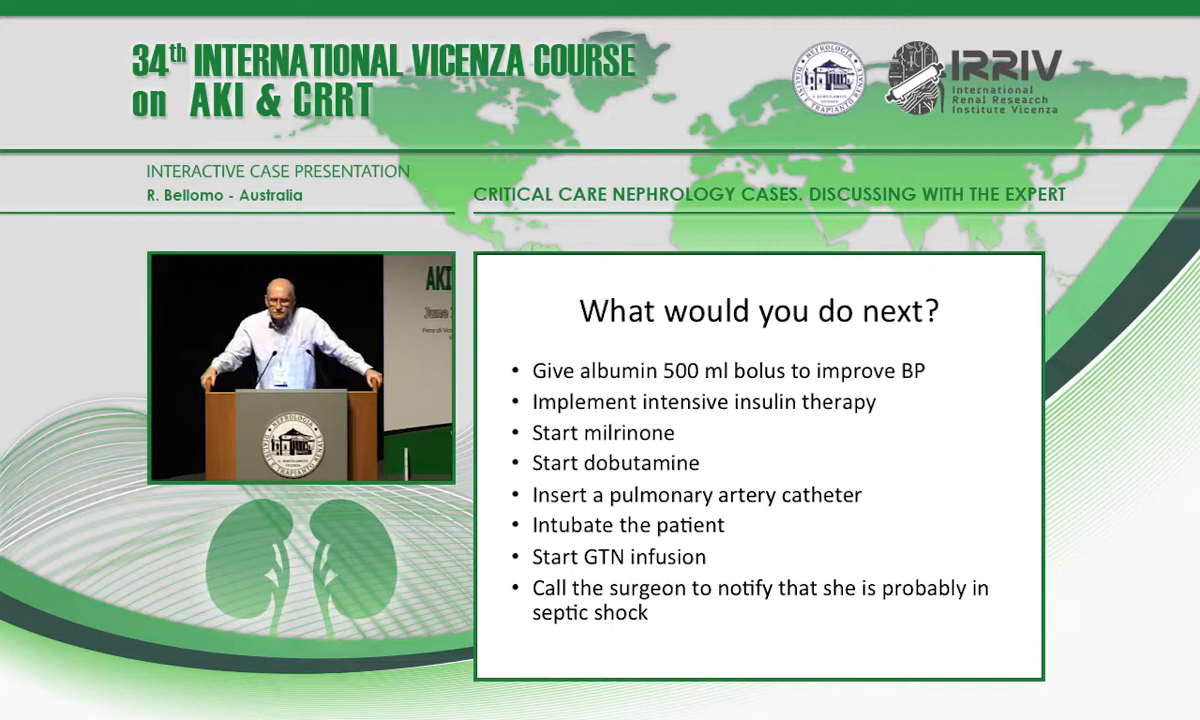 34th INTERNATIONAL VICENZA COURSE
on AKI & CRRT
IRRIV
International
Renal Research
Institute Vicenza
INTERACTIVE CASE PRESENTATION
R. Bellomo - Australia
CRITICAL CARE NEPHROLOGY CASES. DISCUSSING WITH THE EXPERT
AKI
June
What would you do next?
• Give albumin 500 ml bolus to improve BP
• Implement intensive insulin therapy
• Start milrinone
• Start dobutamine
• Insert a pulmonary artery catheter
• Intubate the patient
• Start GTN infusion
• Call the surgeon to notify that she is probably in
septic shock